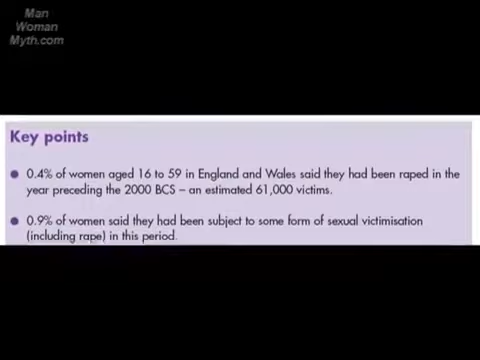 Man
Woman
Myth.com
Key points
● 0.4% of women aged 16 to 59 in England and Wales said they had been raped in the
year preceding the 2000 BCS – an estimated 61,000 victims.
● 0.9% of women said they had been subject to some form of sexual victimisation
(including rape) in this period.